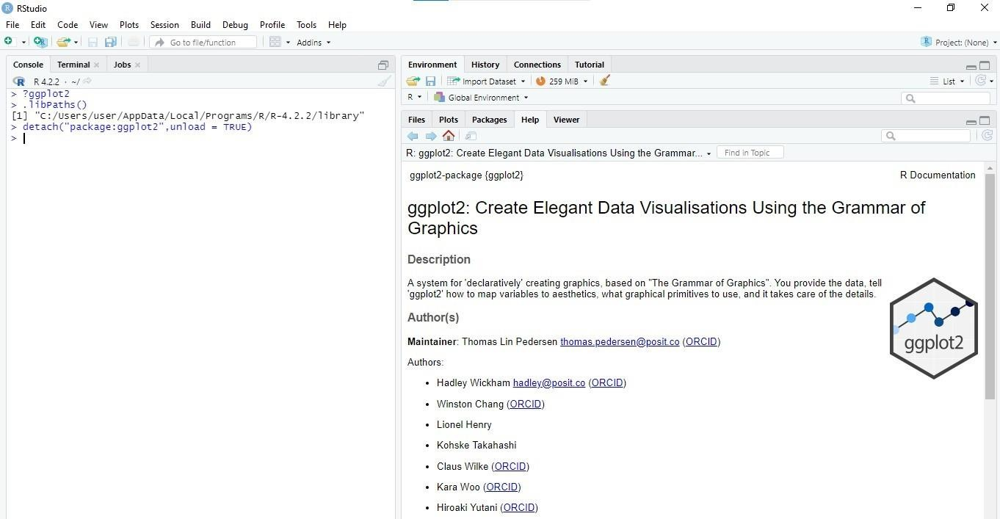 RStudio
File Edit Code View Plots Session Build Debug Profile Tools Help
Go to file/function Addins Project: (None)
Console Terminal Jobs
R 4.2.2 · ~/
> ?ggplot2
> .libPaths()
[1] "C:/Users/user/AppData/Local/Programs/R/R-4.2.2/library"
> detach("package:ggplot2",unload = TRUE)
>
Environment History Connections Tutorial
Import Dataset 259 MiB List
R Global Environment
Files Plots Packages Help Viewer
R: ggplot2: Create Elegant Data Visualisations Using the Grammar... Find in Topic
ggplot2-package {ggplot2} R Documentation
ggplot2: Create Elegant Data Visualisations Using the Grammar of
Graphics
Description
A system for 'declaratively' creating graphics, based on "The Grammar of Graphics". You provide the data, tell
'ggplot2' how to map variables to aesthetics, what graphical primitives to use, and it takes care of the details.
ggplot2
Author(s)
Maintainer: Thomas Lin Pedersen thomas.pedersen@posit.co (ORCID)
Authors:
• Hadley Wickham hadley@posit.co (ORCID)
• Winston Chang (ORCID)
• Lionel Henry
• Kohske Takahashi
• Claus Wilke (ORCID)
• Kara Woo (ORCID)
• Hiroaki Yutani (ORCID)